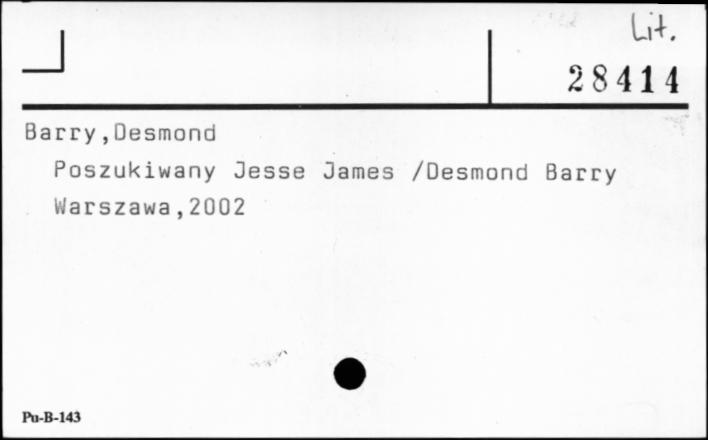 Lit.
28414
Barry,Desmond
Poszukiwany Jesse James /Desmond Barry
Warszawa,2002
Pu-B-143